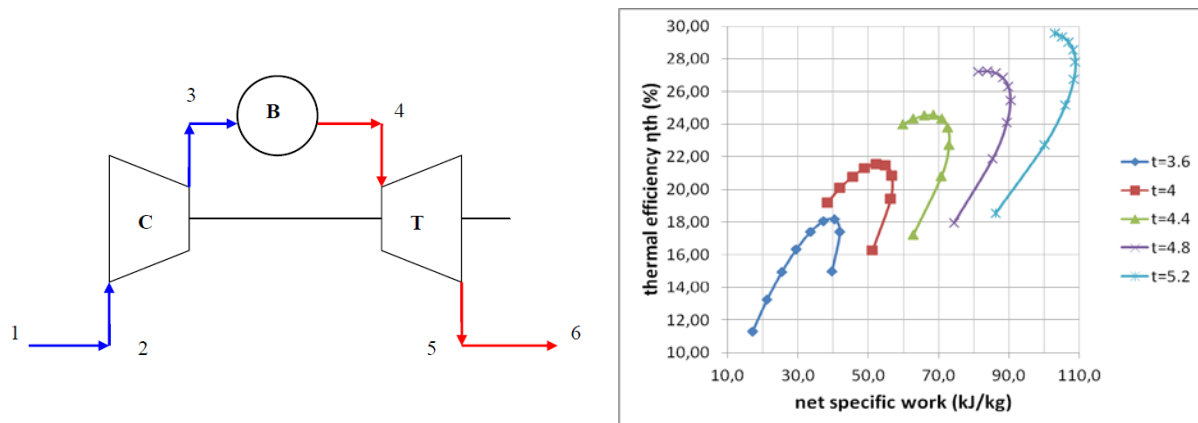 3
B
4
C
T
1
2
5
6
30,00
28,00
26,00
24,00
22,00
20,00
18,00
16,00
14,00
12,00
10,00
thermal efficiency ηth (%)
10,0 30,0 50,0 70,0 90,0 110,0
net specific work (kJ/kg)
t=3.6
t=4
t=4.4
t=4.8
t=5.2